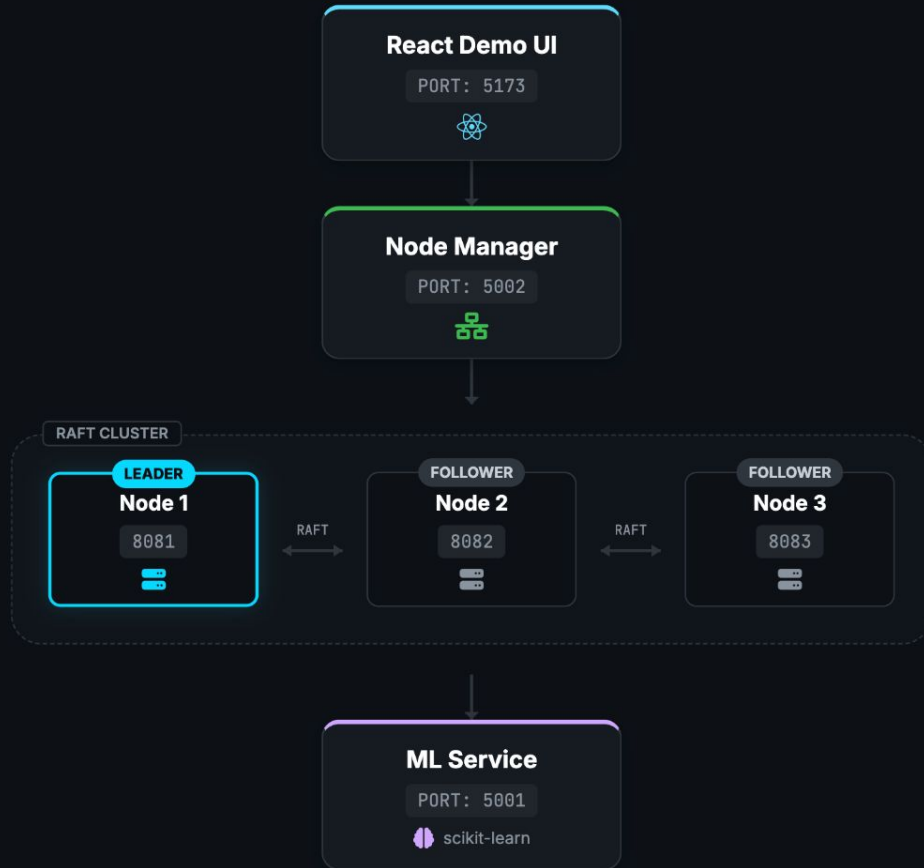 React Demo UI
PORT: 5173
Node Manager
PORT: 5002
RAFT CLUSTER
LEADER
Node 1
8081
RAFT
FOLLOWER
Node 2
8082
RAFT
FOLLOWER
Node 3
8083
ML Service
PORT: 5001
scikit-learn